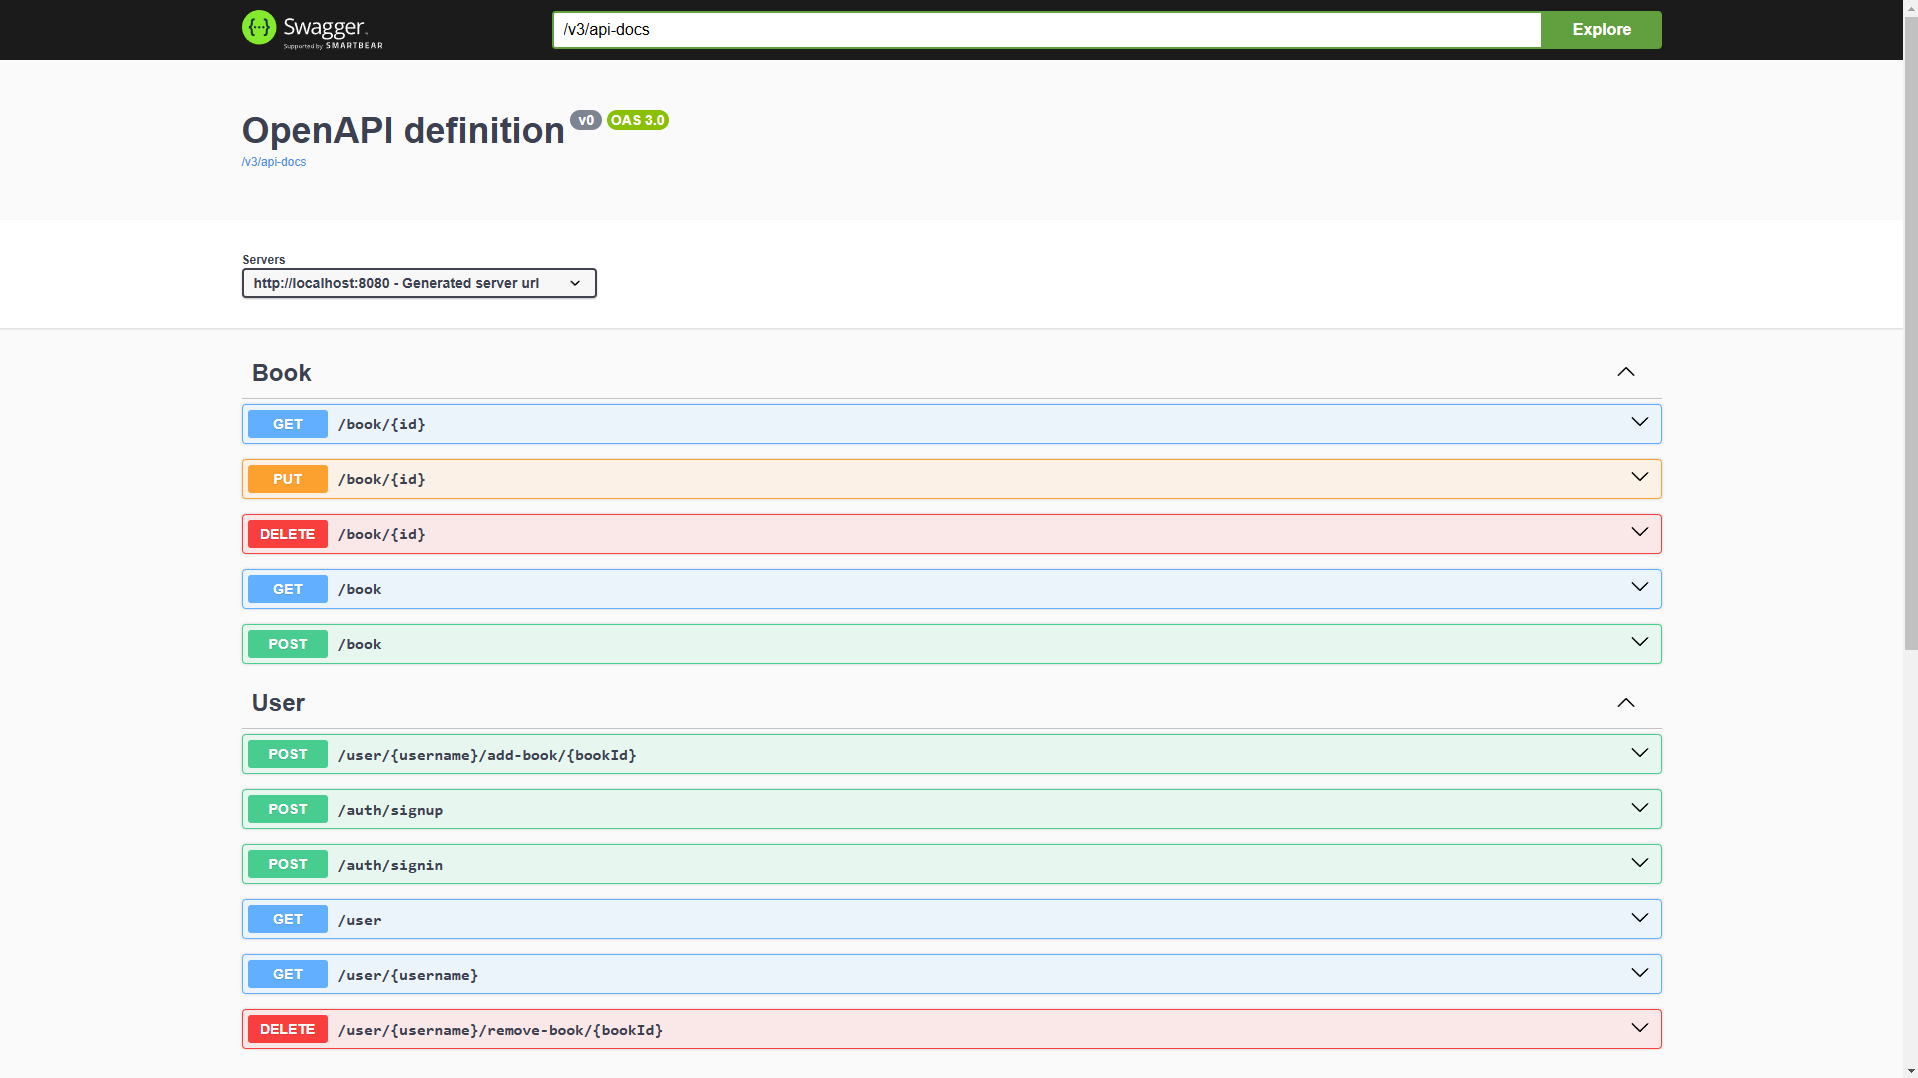 Swagger.
Supported by SMARTBEAR
/v3/api-docs
Explore
OpenAPI definition v0 OAS 3.0
/v3/api-docs
Servers
http://localhost:8080 - Generated server url
Book
GET /book/{id}
PUT /book/{id}
DELETE /book/{id}
GET /book
POST /book
User
POST /user/{username}/add-book/{bookId}
POST /auth/signup
POST /auth/signin
GET /user
GET /user/{username}
DELETE /user/{username}/remove-book/{bookId}